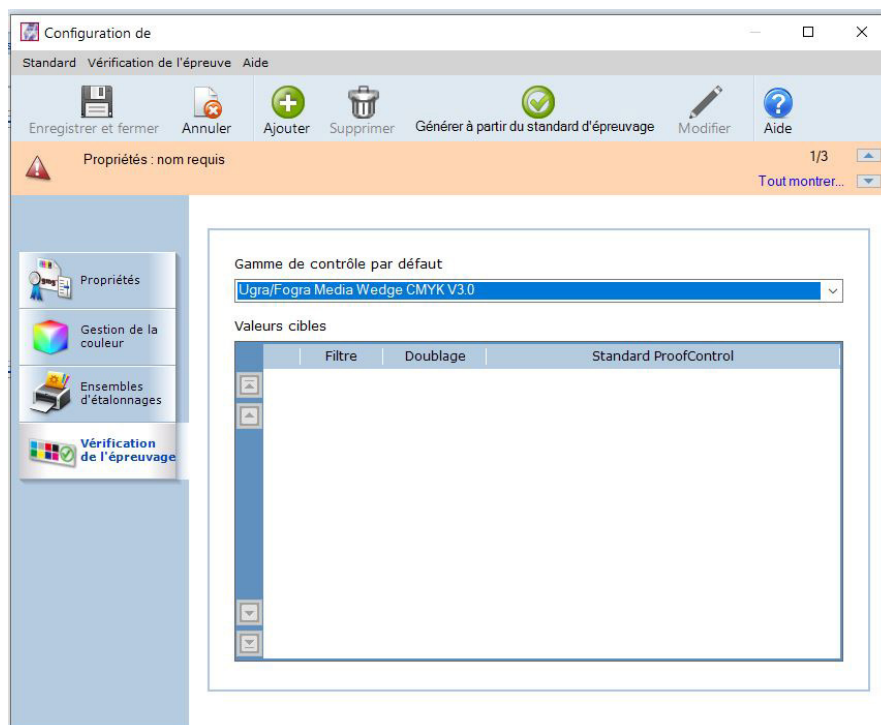 Configuration de
Standard Vérification de l'épreuve Aide
Enregistrer et fermer Annuler Ajouter Supprimer Générer à partir du standard d'épreuvage Modifier Aide
Propriétés : nom requis 1/3
Tout montrer...
Propriétés
Gestion de la
couleur
Ensembles
d'étalonnages
Vérification
de l'épreuvage
Gamme de contrôle par défaut
Ugra/Fogra Media Wedge CMYK V3.0
Valeurs cibles
Filtre Doublage Standard ProofControl